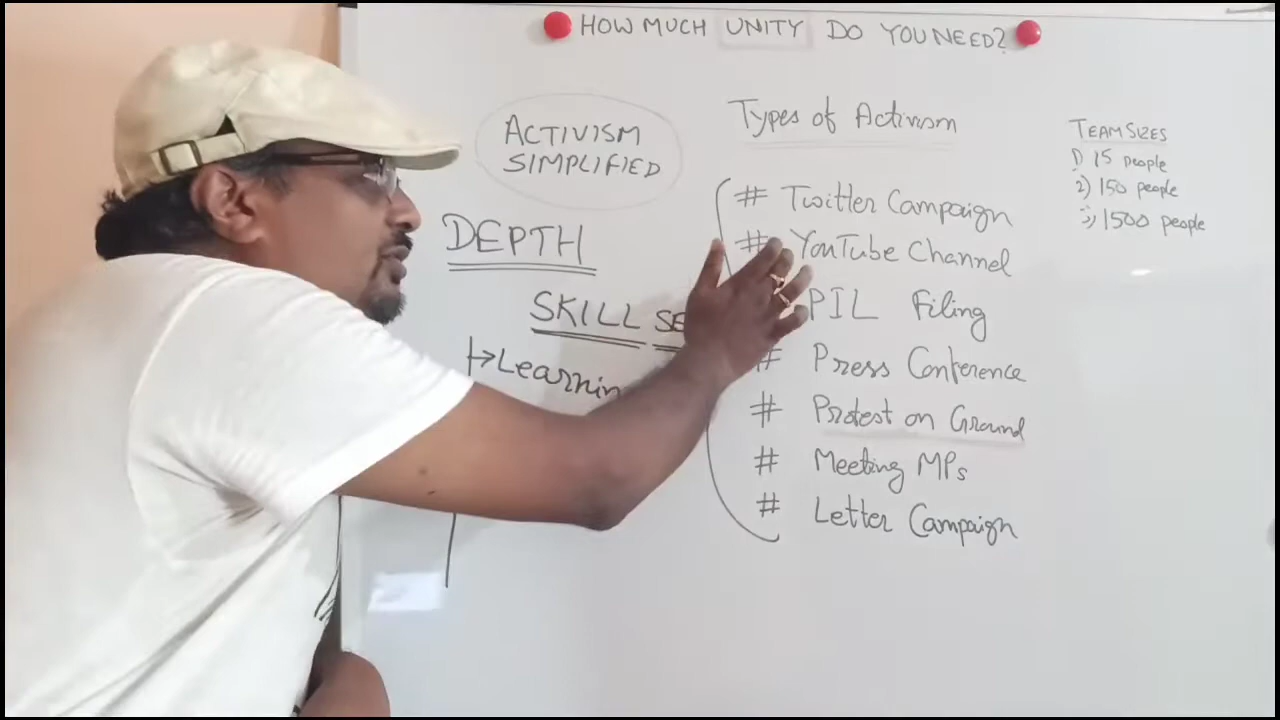 HOW MUCH UNITY DO YOU NEED?
ACTIVISM
SIMPLIFIED
DEPTH
SKILL SE
Learnin
Types of Activism
# Twitter Campaign
# YouTube Channel
PIL Filing
# Press Conference
# Protest on Ground
# Meeting MPs
# Letter Campaign
TEAM SIZES
1) 15 people
2) 150 people
3) 1500 people